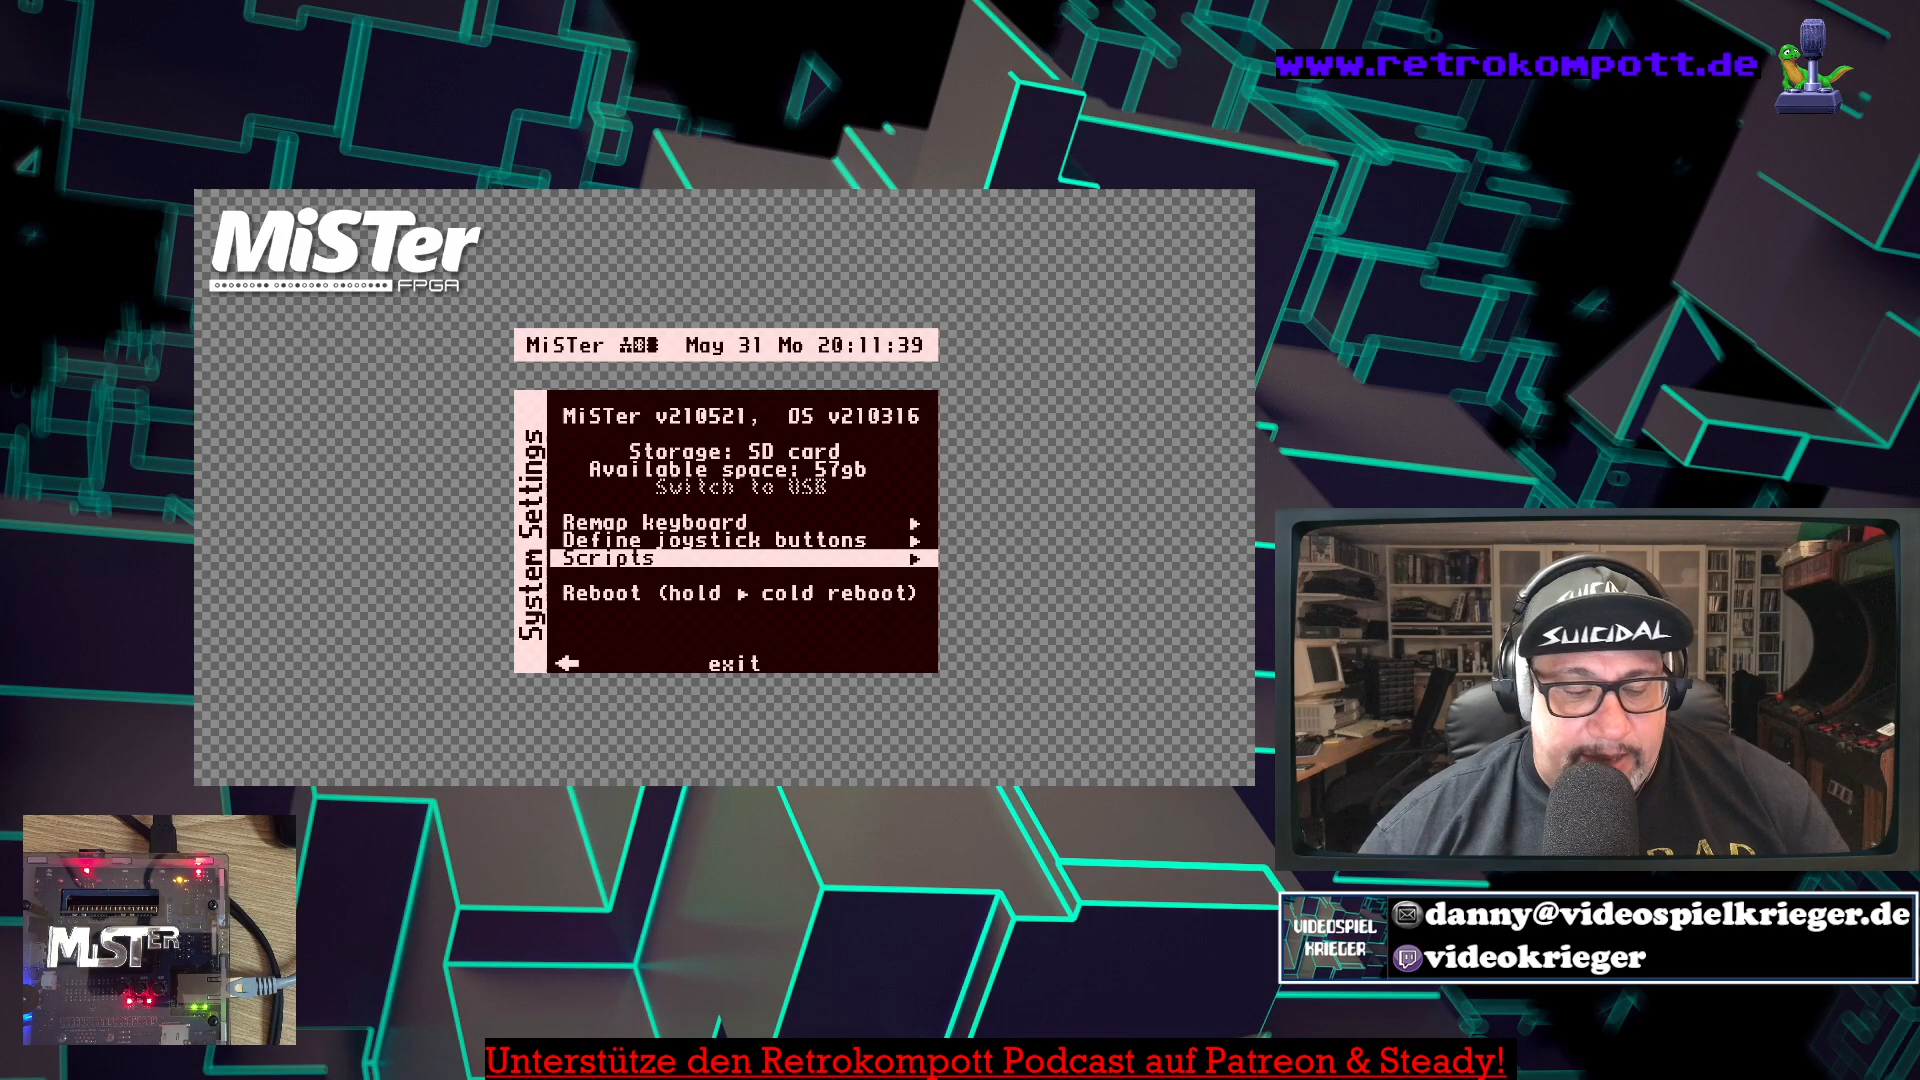 www.retrokompott.de
MiSTer
FPGA
MiSTer May 31 Mo 20:11:39
System Settings
MiSTer v210521, OS v210316
Storage: SD card
Available space: 57gb
Switch to USB
Remap keyboard
Define joystick buttons
Scripts
Reboot (hold ► cold reboot)
exit
SUICIDAL
MiSTER
VIDEOSPIEL
KRIEGER
danny@videospielkrieger.de
videokrieger
Unterstütze den Retrokompott Podcast auf Patreon & Steady!